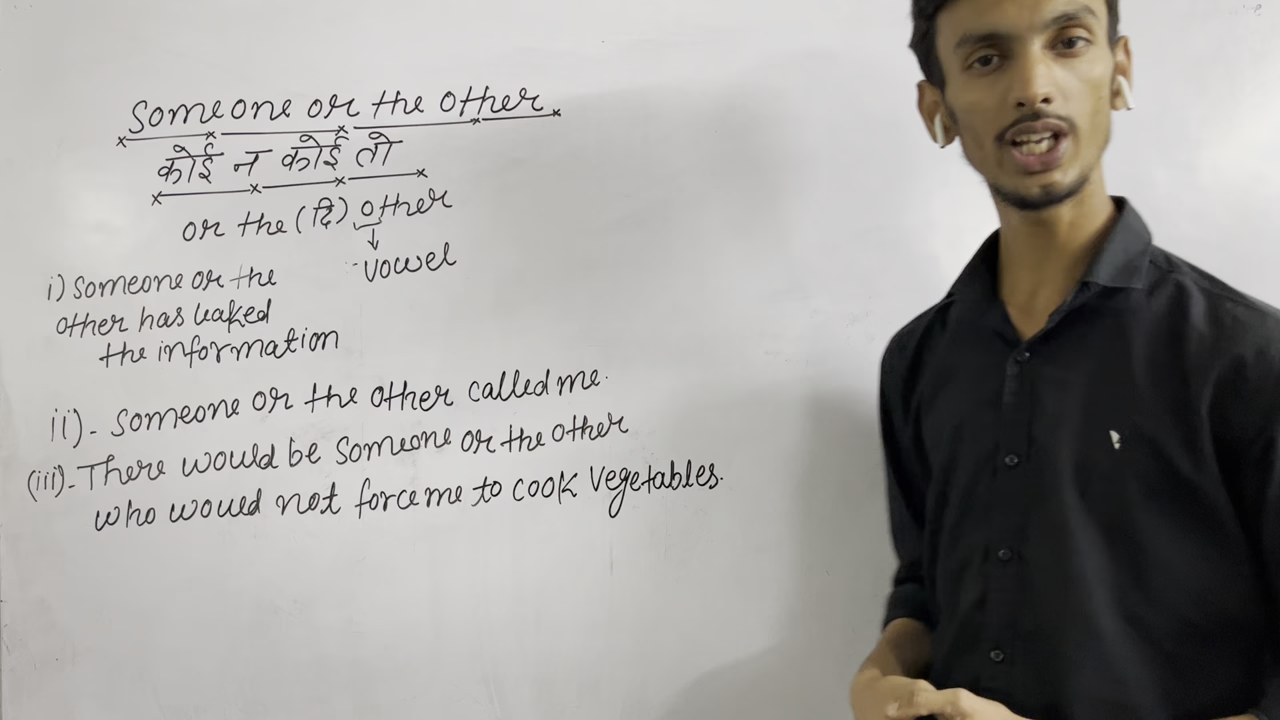 Someone or the other
कोई न कोई तो
or the (दि) other
vowel
i) Someone or the
other has leaked
the information
ii)- Someone or the other called me.
(iii)- There would be someone or the other
who would not force me to cook vegetables.